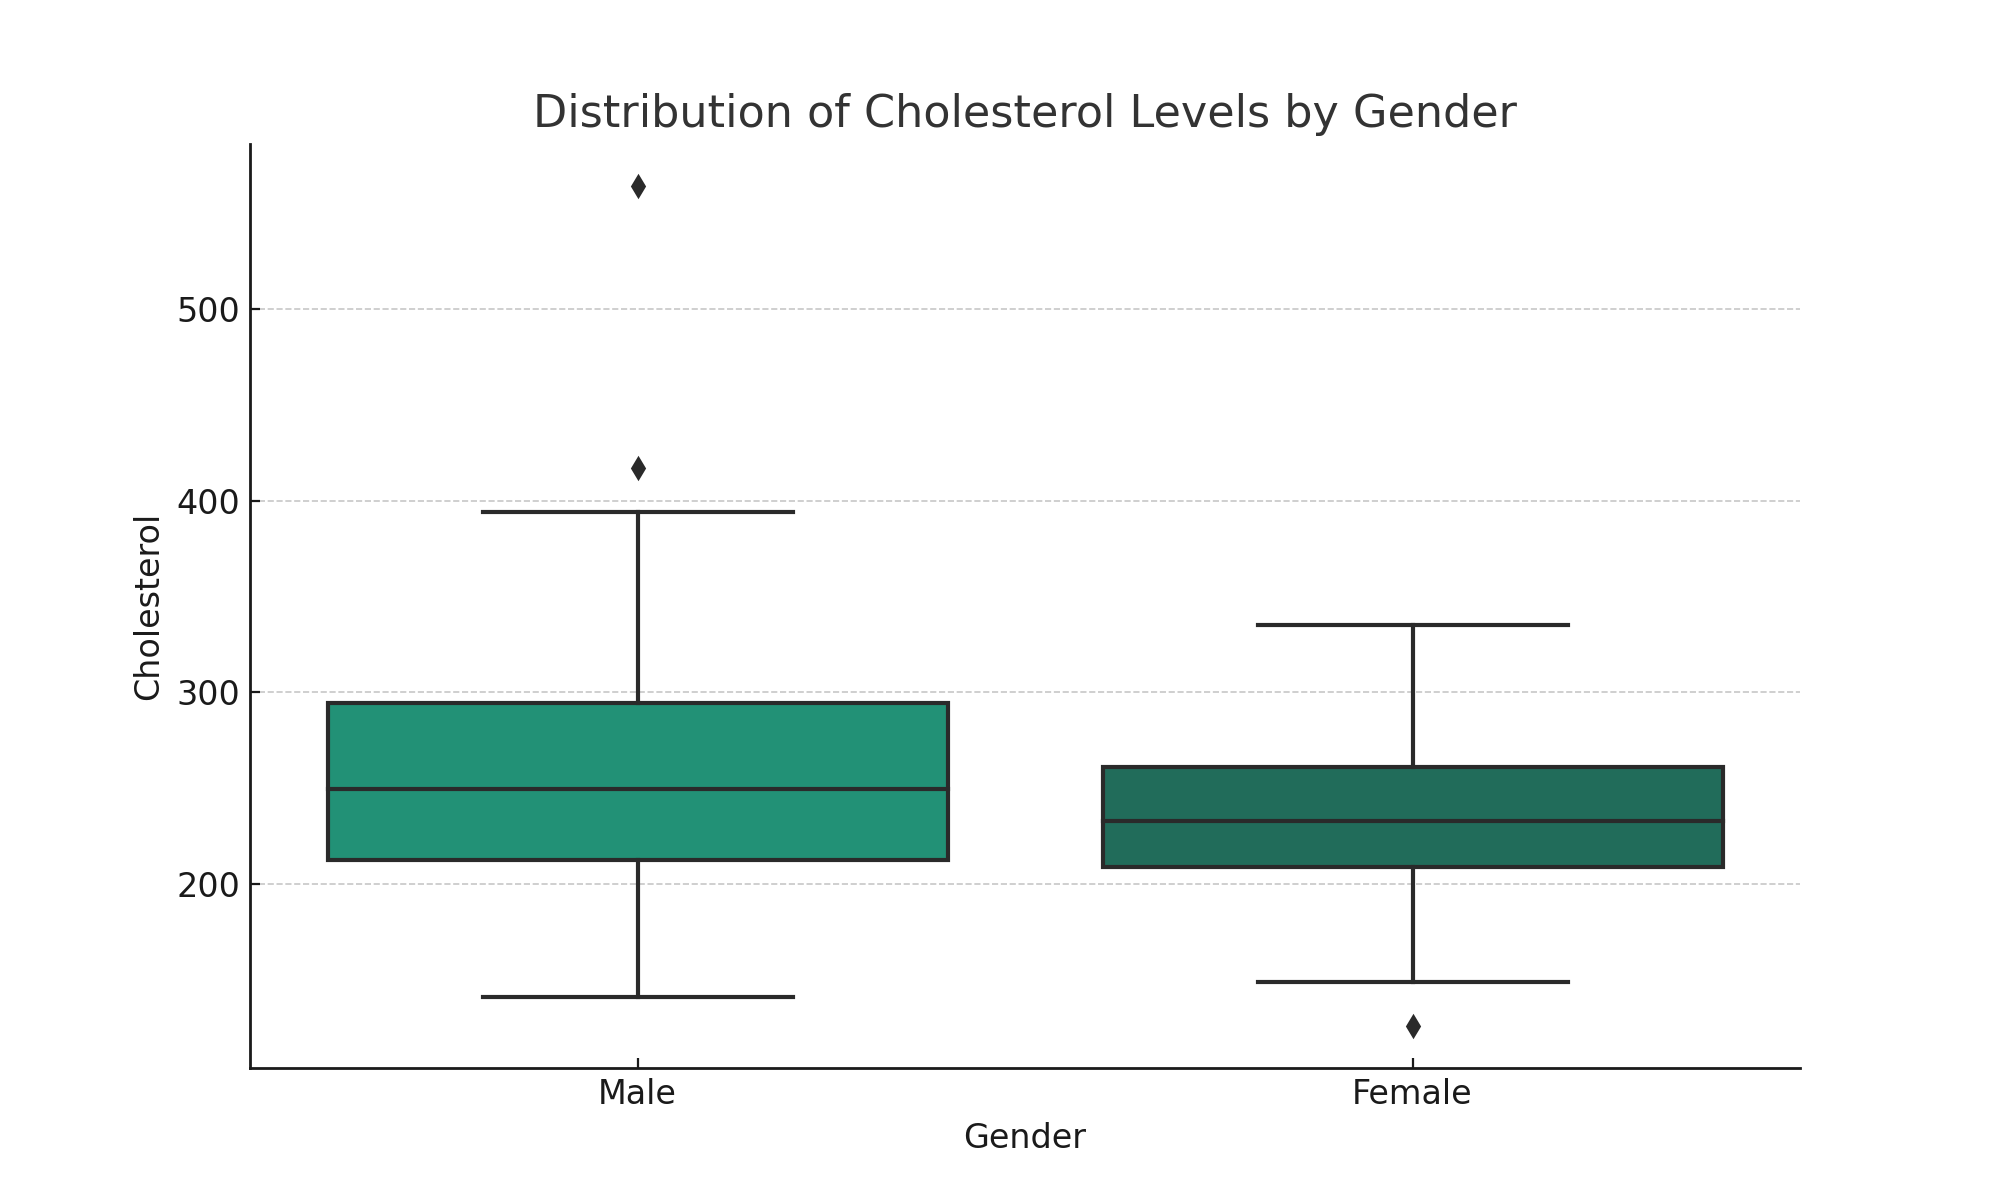 Distribution of Cholesterol Levels by Gender
500
400
300
200
Cholesterol
Male
Female
Gender